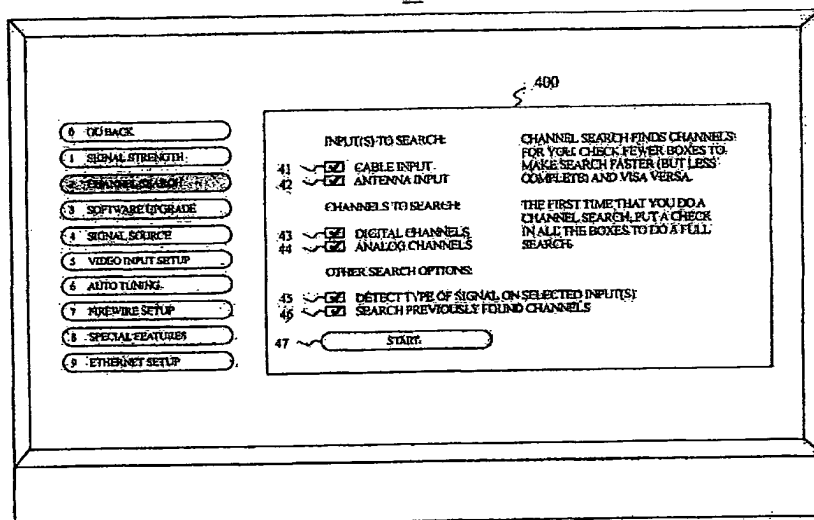 400
0 GO BACK
1 SIGNAL STRENGTH
2 CHANNEL SEARCH
3 SOFTWARE UPGRADE
4 SIGNAL SOURCE
5 VIDEO INPUT SETUP
6 AUTO TUNING
7 FIREWIRE SETUP
8 SPECIAL FEATURES
9 ETHERNET SETUP
INPUT(S) TO SEARCH:
41 CABLE INPUT
42 ANTENNA INPUT
CHANNELS TO SEARCH:
43 DIGITAL CHANNELS
44 ANALOG CHANNELS
OTHER SEARCH OPTIONS:
45 DETECT TYPE OF SIGNAL ON SELECTED INPUT(S)
46 SEARCH PREVIOUSLY FOUND CHANNELS
47 START
CHANNEL SEARCH FINDS CHANNELS
FOR YOU. CHECK FEWER BOXES TO
MAKE SEARCH FASTER (BUT LESS
COMPLETE) AND VISA VERSA.
THE FIRST TIME THAT YOU DO A
CHANNEL SEARCH, PUT A CHECK
IN ALL THE BOXES TO DO A FULL
SEARCH.